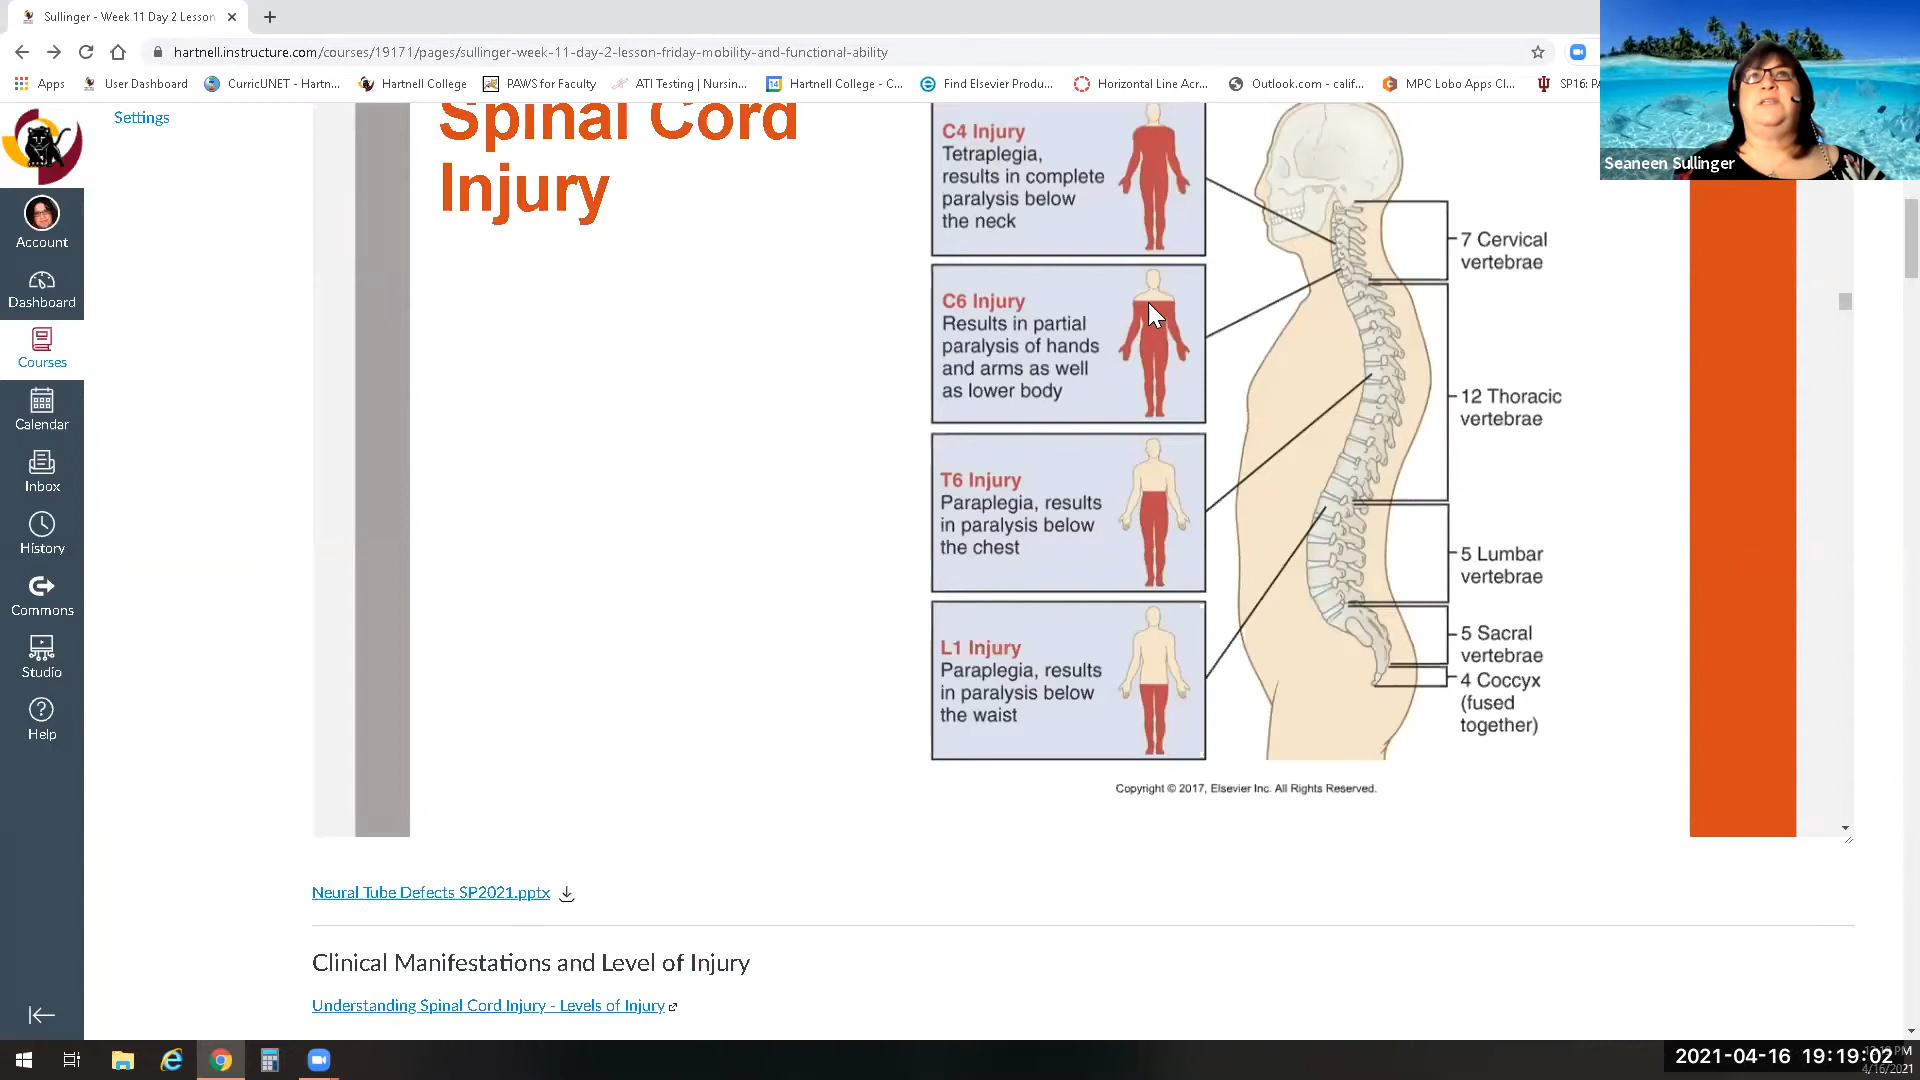 Sullinger - Week 11 Day 2 Lesson
hartnell.instructure.com/courses/19171/pages/sullinger-week-11-day-2-lesson-friday-mobility-and-functional-ability
Apps
User Dashboard
CurricUNET - Hartn...
Hartnell College
PAWS for Faculty
ATI Testing | Nursin...
Hartnell College - C...
Find Elsevier Produ...
Horizontal Line Acr...
Outlook.com - calif...
MPC Lobo Apps Cl...
SP16: P
Seaneen Sullinger
Settings
Account
Dashboard
Courses
Calendar
14
Inbox
History
Commons
Studio
Help
Spinal Cord
Injury
C4 Injury
Tetraplegia,
results in complete
paralysis below
the neck
C6 Injury
Results in partial
paralysis of hands
and arms as well
as lower body
T6 Injury
Paraplegia, results
in paralysis below
the chest
L1 Injury
Paraplegia, results
in paralysis below
the waist
7 Cervical
vertebrae
12 Thoracic
vertebrae
5 Lumbar
vertebrae
5 Sacral
vertebrae
4 Coccyx
(fused
together)
Copyright © 2017, Elsevier Inc. All Rights Reserved.
Neural Tube Defects SP2021.pptx
Clinical Manifestations and Level of Injury
Understanding Spinal Cord Injury - Levels of Injury
2021-04-16 19:19:02
4/16/2021